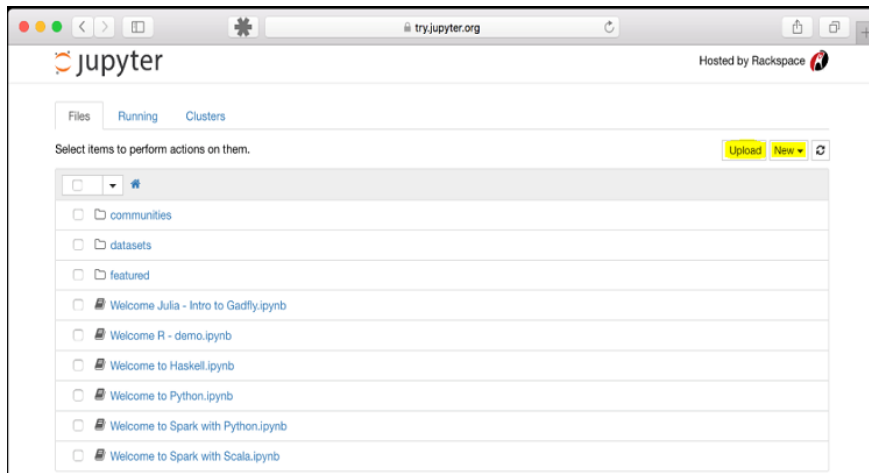 try.jupyter.org
jupyter
Hosted by Rackspace
Files Running Clusters
Select items to perform actions on them.
Upload New
communities
datasets
featured
Welcome Julia - Intro to Gadfly.ipynb
Welcome R - demo.ipynb
Welcome to Haskell.ipynb
Welcome to Python.ipynb
Welcome to Spark with Python.ipynb
Welcome to Spark with Scala.ipynb